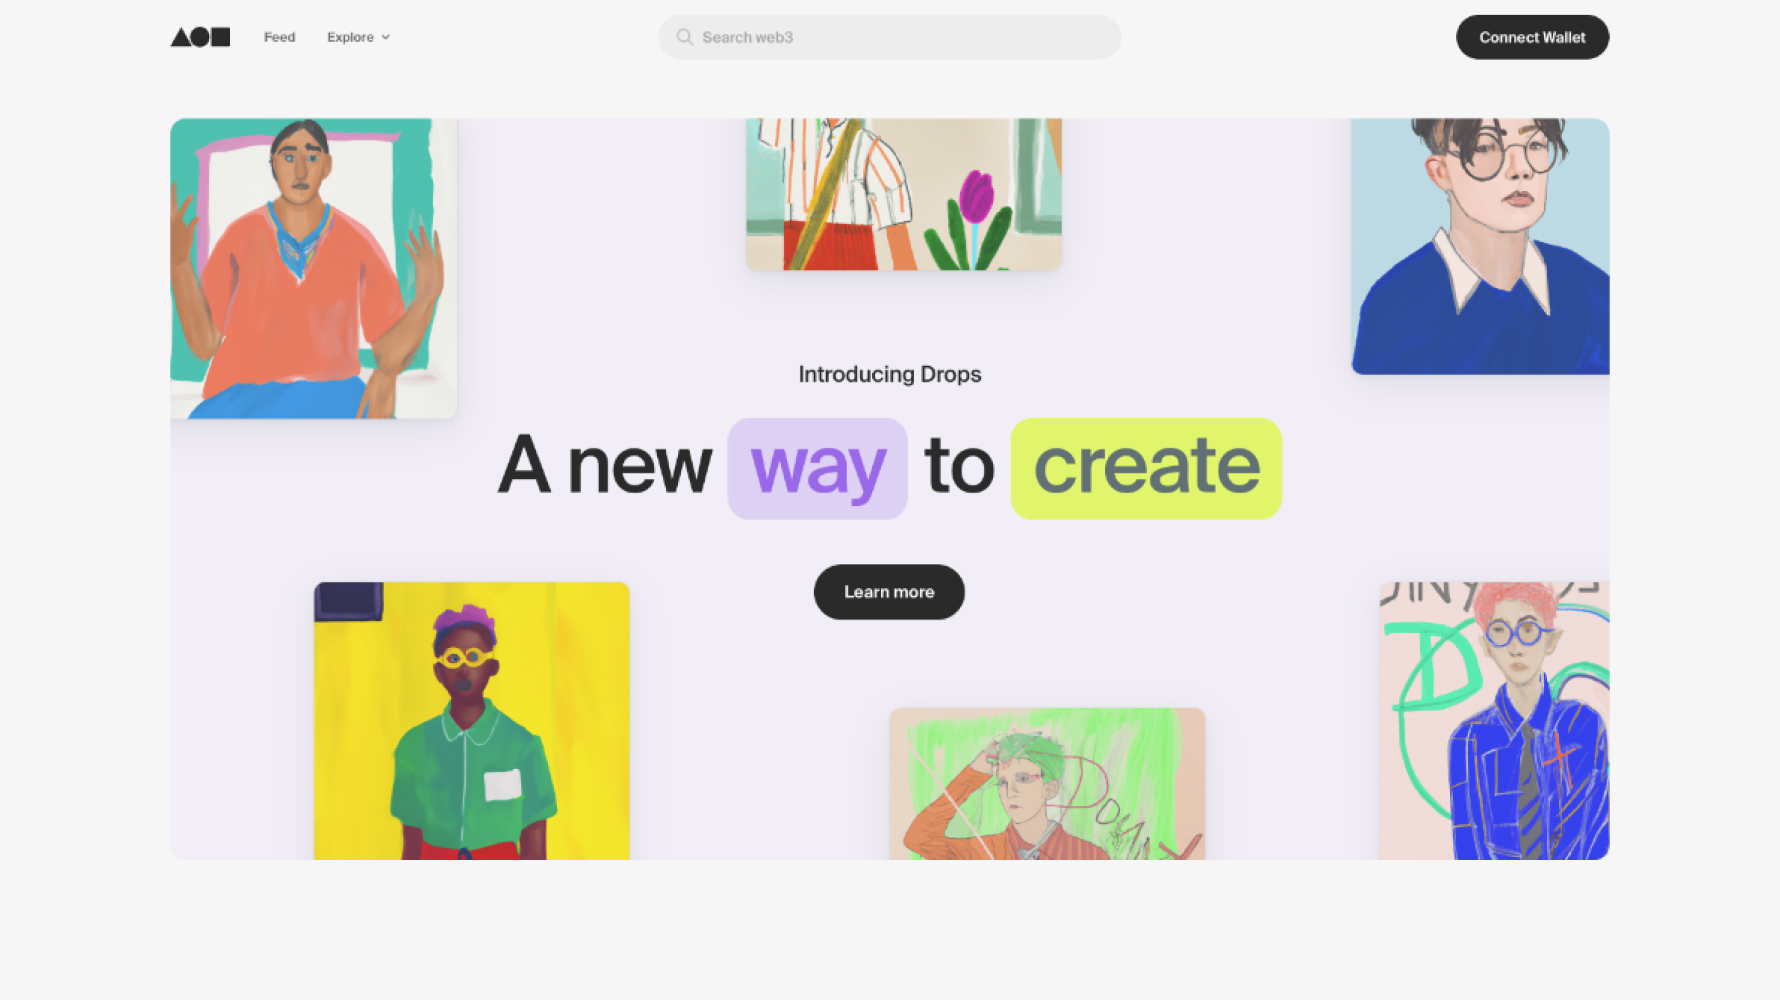 Feed
Explore
Search web3
Connect Wallet
Introducing Drops
A new way to create
Learn more